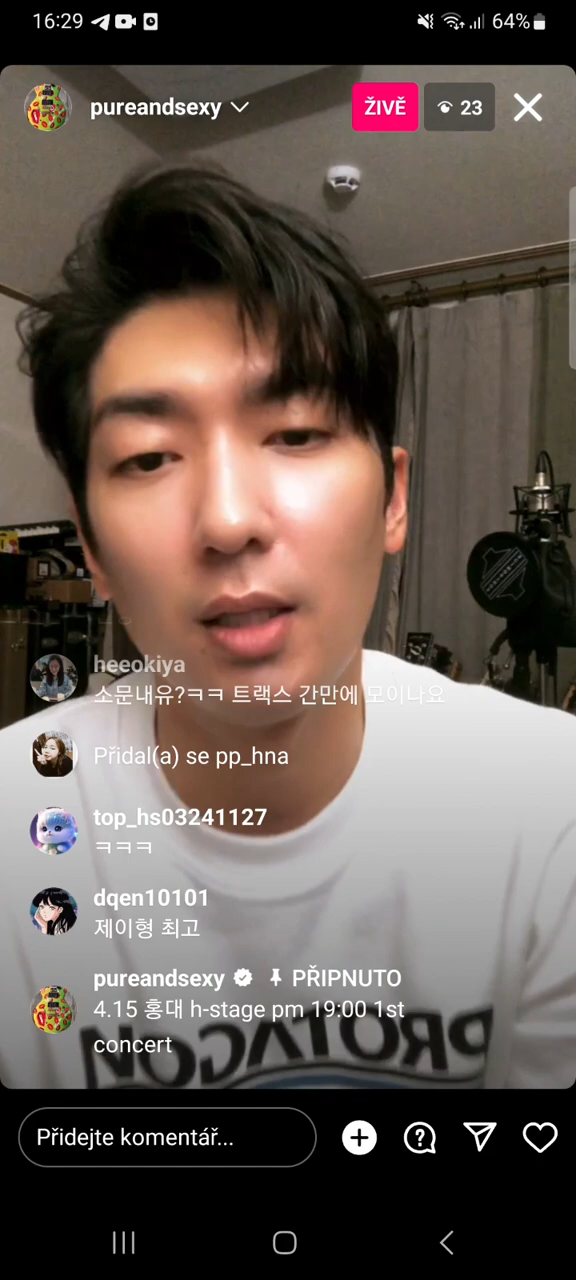 16:29
64%
pureandsexy
ŽIVĚ
23
heeokiya
소문내유?ㅋㅋ 트랙스 간만에 모이나요
Přidal(a) se pp_hna
top_hs03241127
ㅋㅋㅋ
dqen10101
제이형 최고
pureandsexy PŘIPNUTO
4.15 홍대 h-stage pm 19:00 1st
concert
PROTAGON
Přidejte komentář...